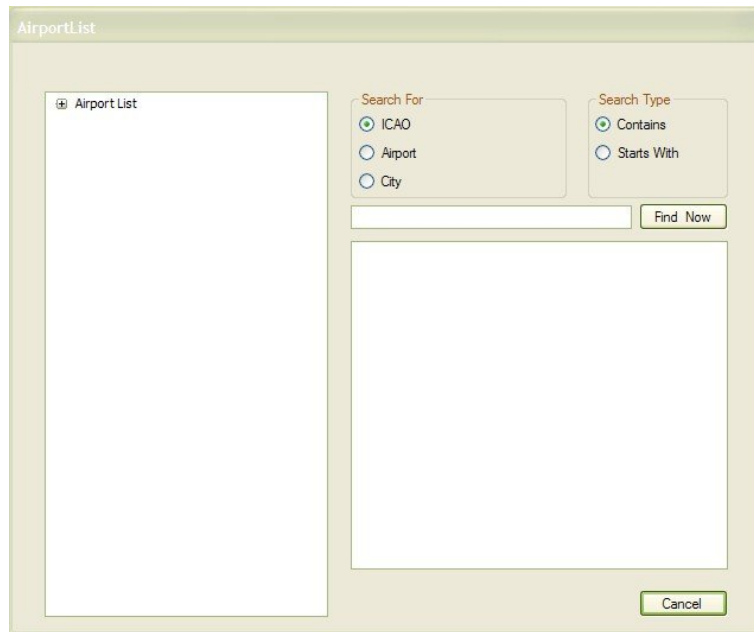 AirportList
Airport List
Search For
ICAO
Airport
City
Search Type
Contains
Starts With
Find Now
Cancel